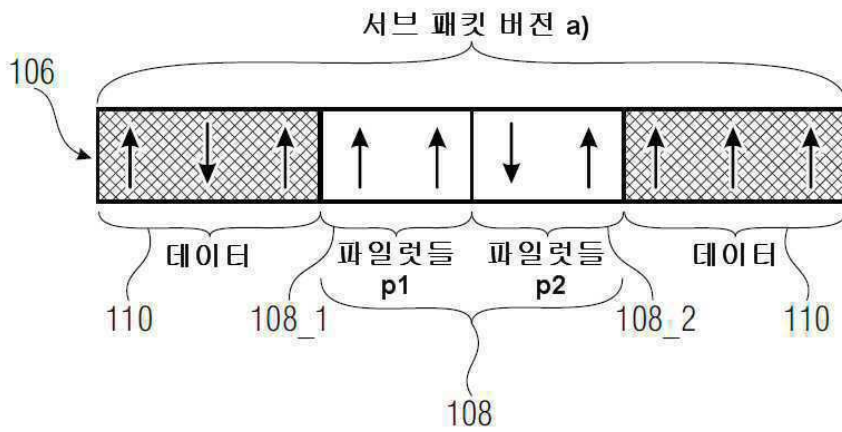 서브 패킷 버전 a)
106
데이터 파일럿들 파일럿들 데이터
p1 p2
110 108_1 108_2 110
108